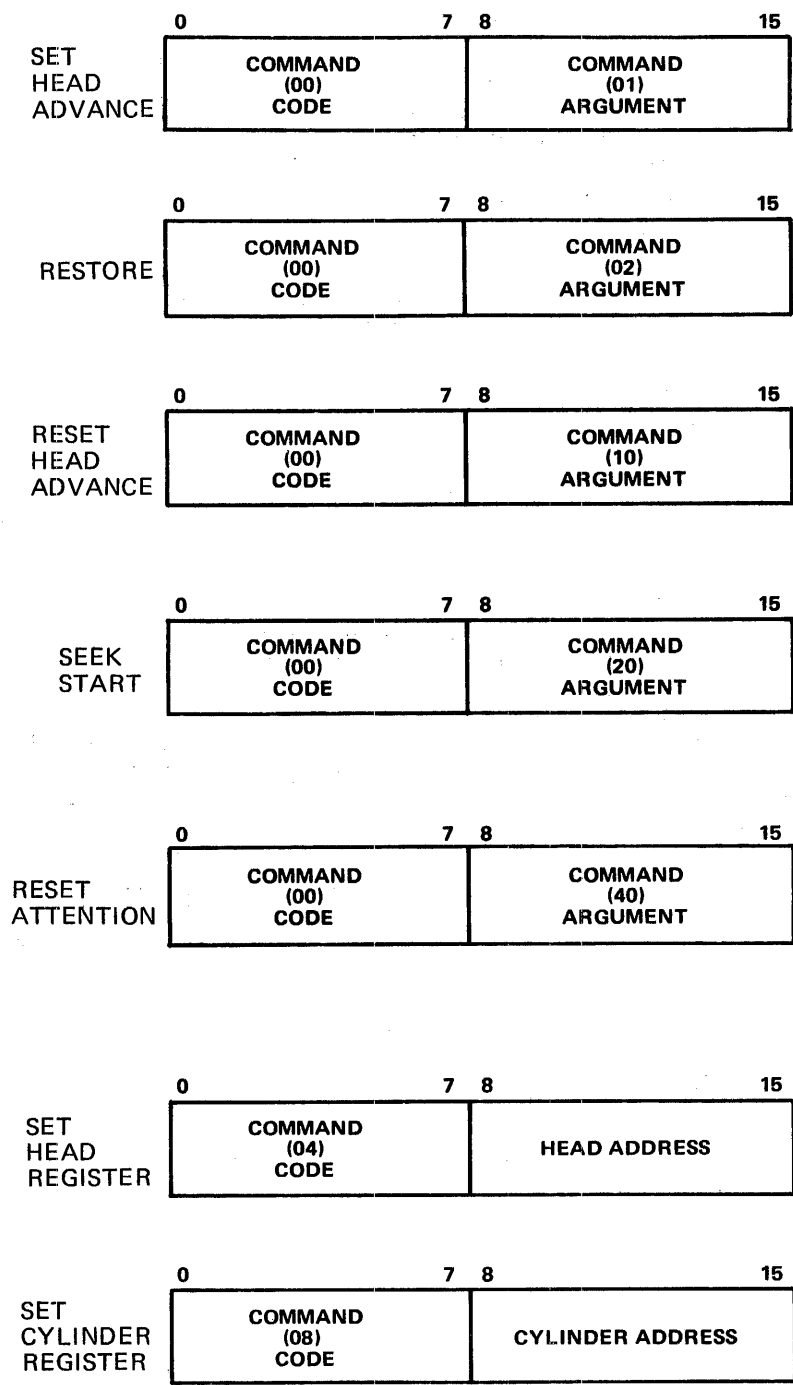 0 7 8 15
SET
HEAD
ADVANCE
COMMAND
(00)
CODE
COMMAND
(01)
ARGUMENT
0 7 8 15
RESTORE
COMMAND
(00)
CODE
COMMAND
(02)
ARGUMENT
0 7 8 15
RESET
HEAD
ADVANCE
COMMAND
(00)
CODE
COMMAND
(10)
ARGUMENT
0 7 8 15
SEEK
START
COMMAND
(00)
CODE
COMMAND
(20)
ARGUMENT
0 7 8 15
RESET
ATTENTION
COMMAND
(00)
CODE
COMMAND
(40)
ARGUMENT
0 7 8 15
SET
HEAD
REGISTER
COMMAND
(04)
CODE
HEAD ADDRESS
0 7 8 15
SET
CYLINDER
REGISTER
COMMAND
(08)
CODE
CYLINDER ADDRESS